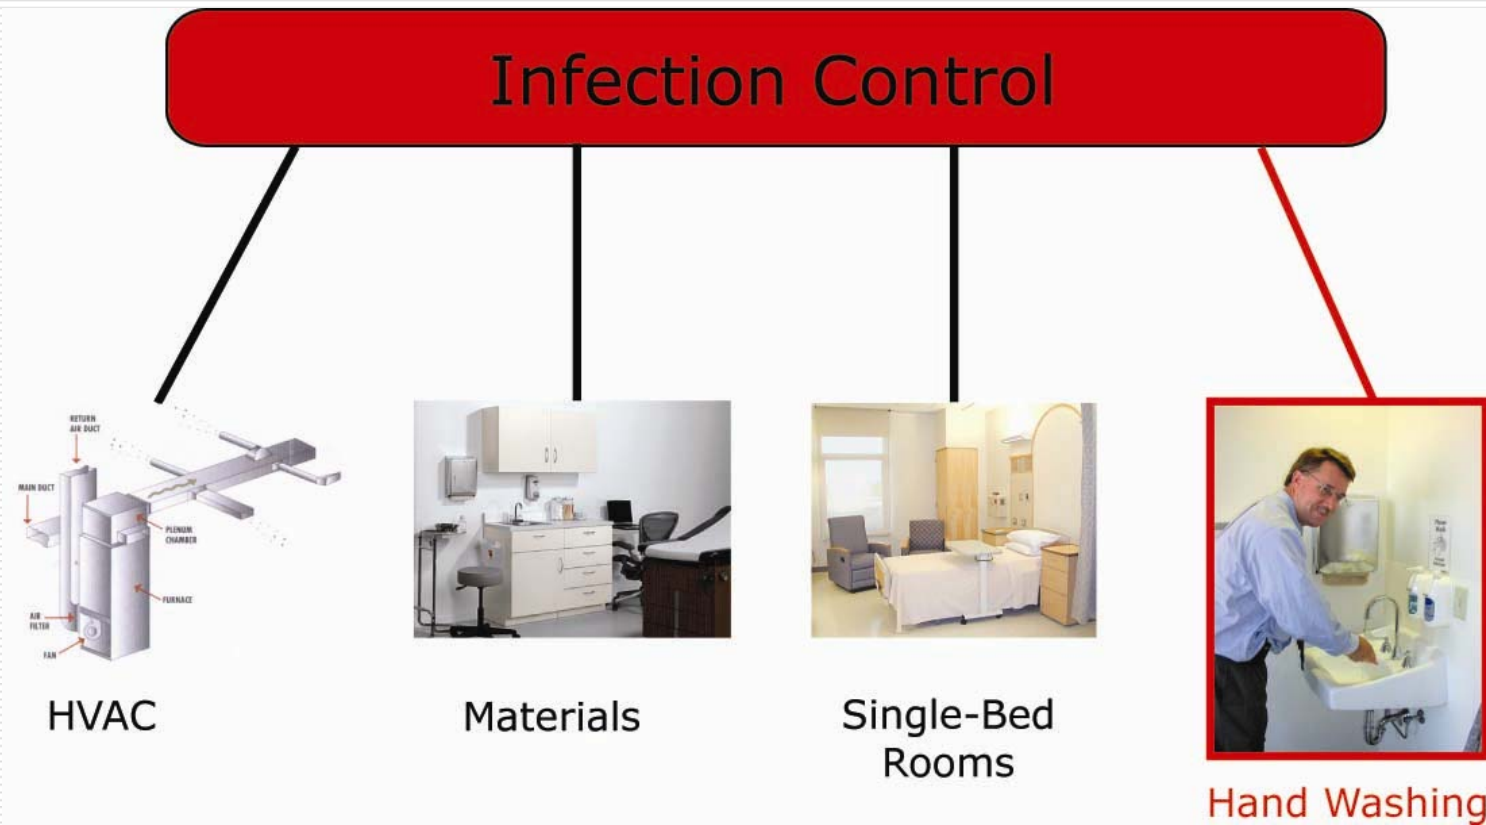 Infection Control
RETURN
AIR DUCT
MAIN DUCT
PLENUM
CHAMBER
FURNACE
AIR
FILTER
FAN
HVAC
Materials
Single-Bed
Rooms
Hand Washing